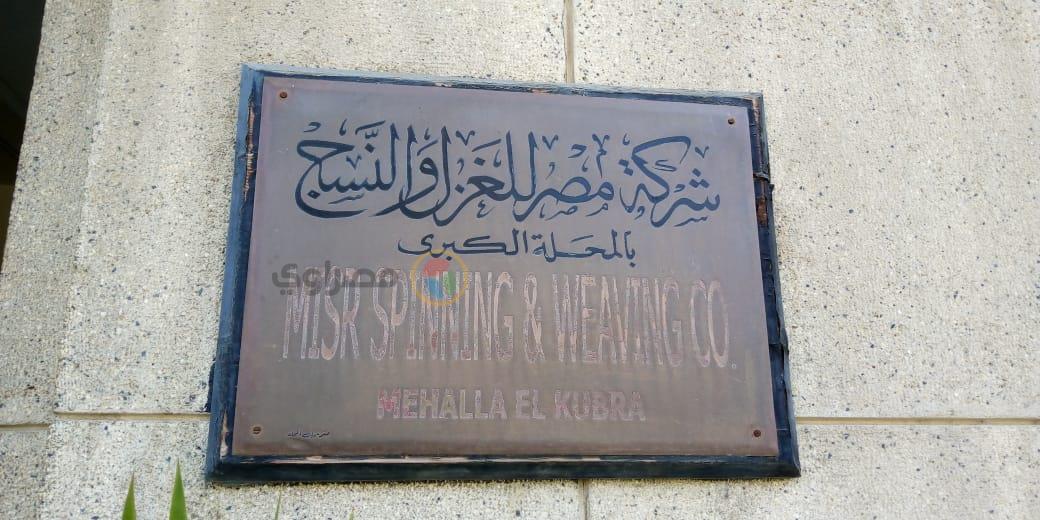 شركة مصر للغزل والنسج
بالمحلة الكبرى
مصراوي
MISR SPINNING & WEAVING CO.
MEHALLA EL KUBRA